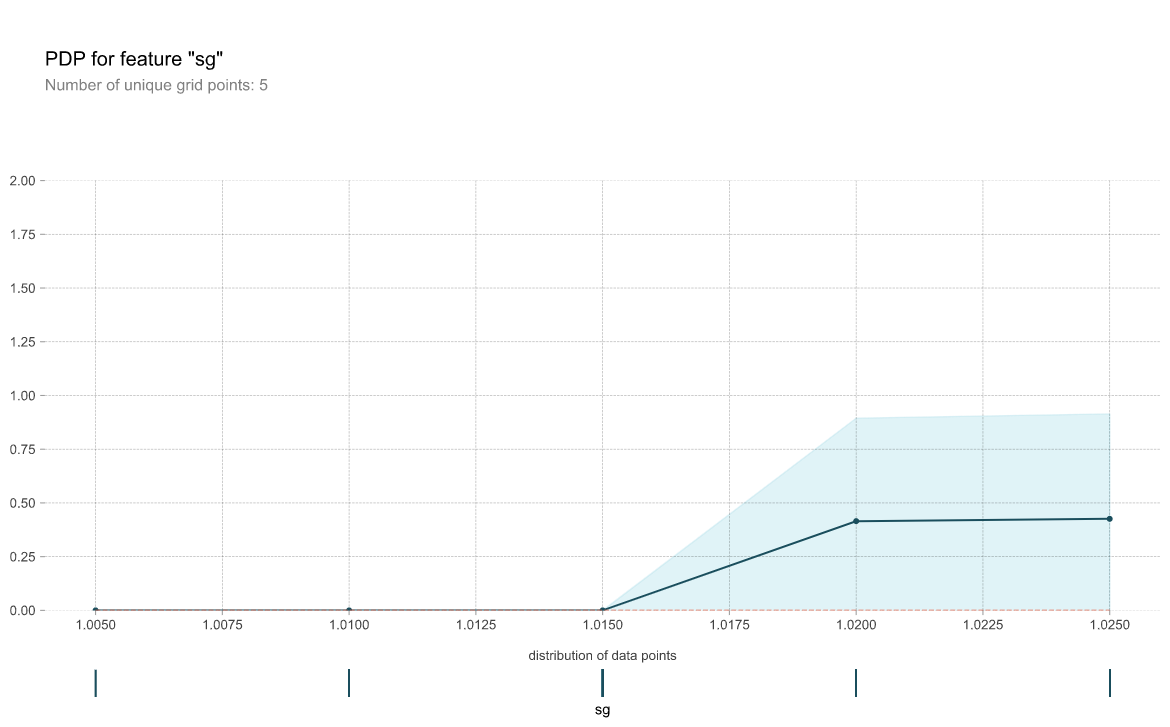 PDP for feature "sg"
Number of unique grid points: 5
2.00
1.75
1.50
1.25
1.00
0.75
0.50
0.25
0.00
1.0050 1.0075 1.0100 1.0125 1.0150 1.0175 1.0200 1.0225 1.0250
distribution of data points
sg